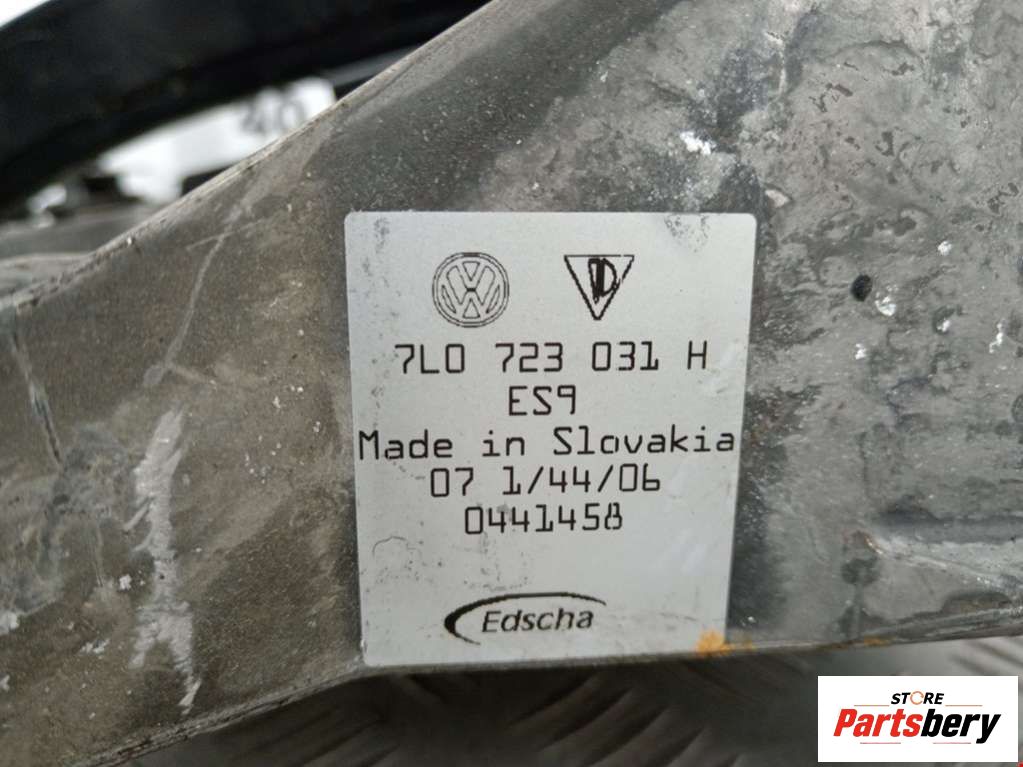 7L0 723 031 H
ES9
Made in Slovakia
07 1/44/06
0441458
Edscha
STORE
Partsbery